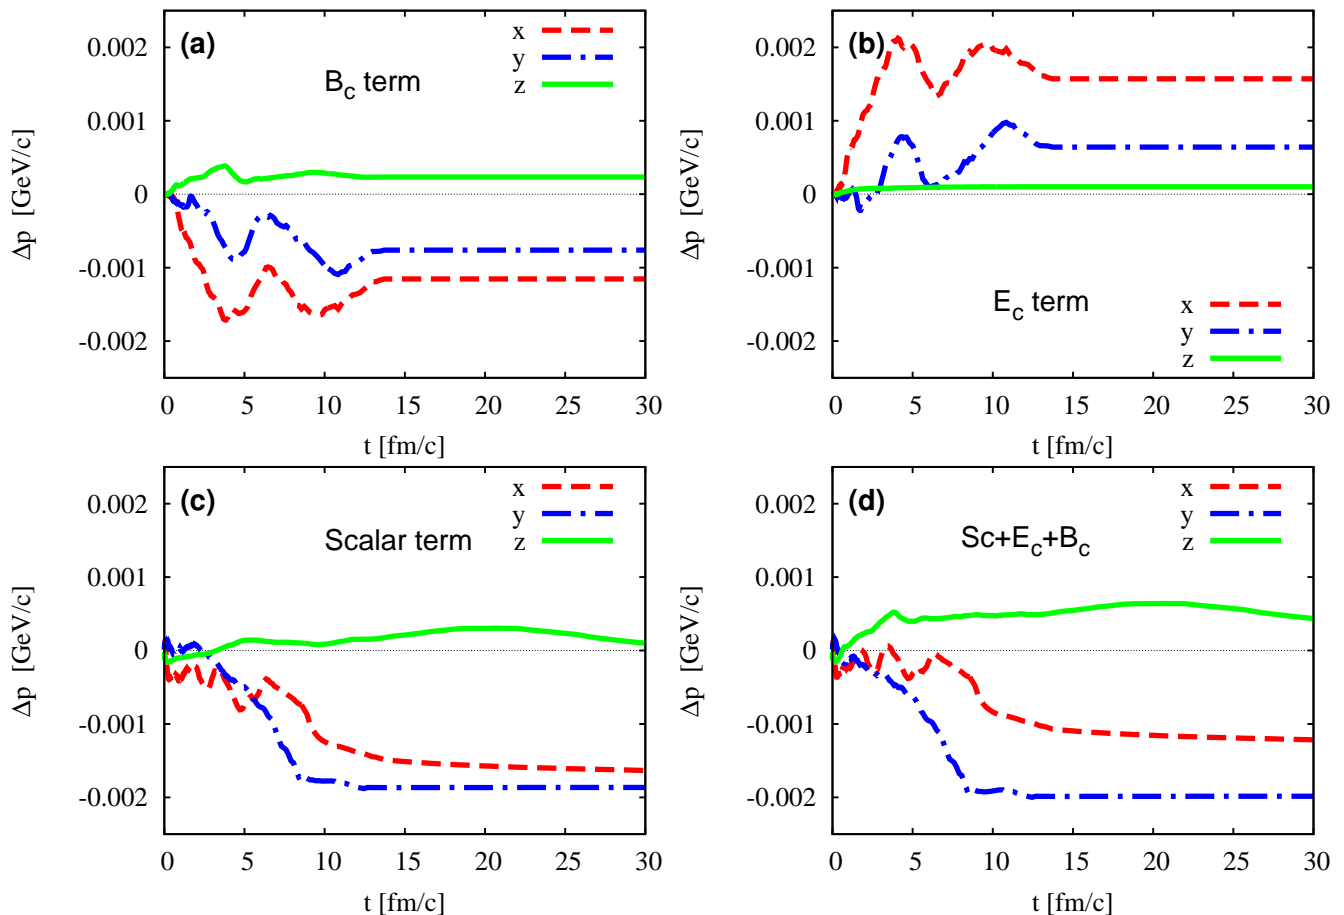 (a)
B_c term
x
y
z
0.002
0.001
0
-0.001
-0.002
Δp [GeV/c]
0 5 10 15 20 25 30
t [fm/c]
(b)
E_c term
x
y
z
0.002
0.001
0
-0.001
-0.002
Δp [GeV/c]
0 5 10 15 20 25 30
t [fm/c]
(c)
Scalar term
x
y
z
0.002
0.001
0
-0.001
-0.002
Δp [GeV/c]
0 5 10 15 20 25 30
t [fm/c]
(d)
Sc+E_c+B_c
x
y
z
0.002
0.001
0
-0.001
-0.002
Δp [GeV/c]
0 5 10 15 20 25 30
t [fm/c]